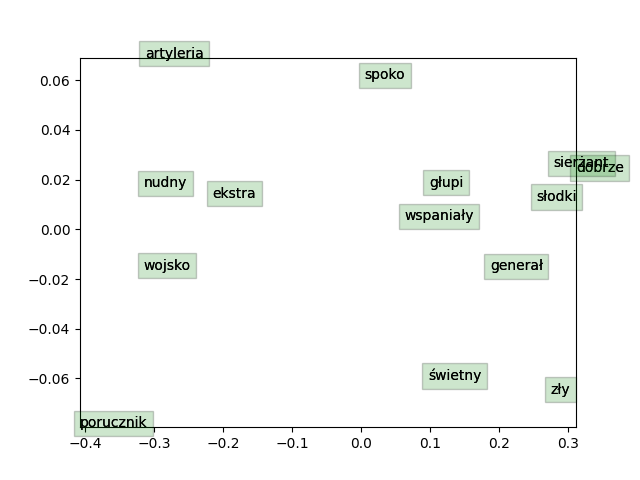 artyleria
spoko
0.06
0.04
sierżant
dobrze
0.02
nudny
ekstra
głupi
słodki
wspaniały
0.00
wojsko
generał
−0.02
−0.04
świetny
−0.06
zły
porucznik
−0.4 −0.3 −0.2 −0.1 0.0 0.1 0.2 0.3